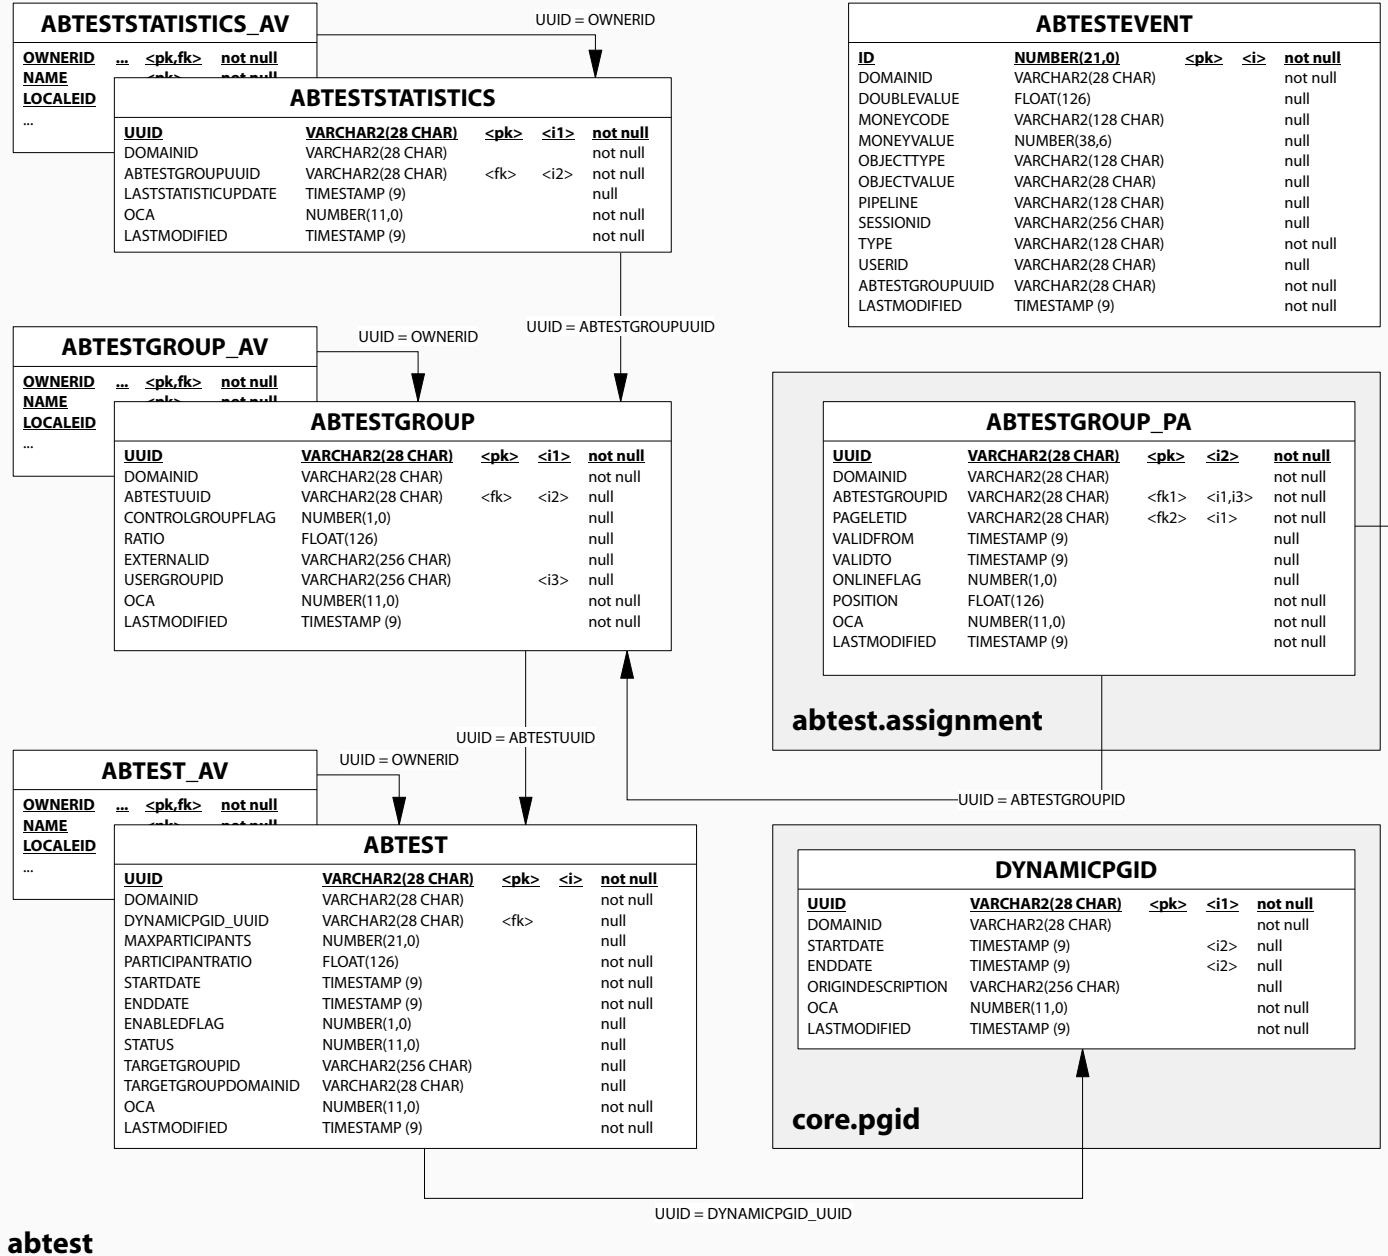 ABTESTSTATISTICS_AV
OWNERID ... <pk,fk> not null
NAME
LOCALEID
...
UUID = OWNERID
ABTESTSTATISTICS
UUID VARCHAR2(28 CHAR) <pk> <i1> not null
DOMAINID VARCHAR2(28 CHAR) not null
ABTESTGROUPUUID VARCHAR2(28 CHAR) <fk> <i2> not null
LASTSTATISTICUPDATE TIMESTAMP (9) null
OCA NUMBER(11,0) not null
LASTMODIFIED TIMESTAMP (9) not null
ABTESTEVENT
ID NUMBER(21,0) <pk> <i> not null
DOMAINID VARCHAR2(28 CHAR) not null
DOUBLEVALUE FLOAT(126) null
MONEYCODE VARCHAR2(128 CHAR) null
MONEYVALUE NUMBER(38,6) null
OBJECTTYPE VARCHAR2(128 CHAR) null
OBJECTVALUE VARCHAR2(28 CHAR) null
PIPELINE VARCHAR2(128 CHAR) null
SESSIONID VARCHAR2(256 CHAR) null
TYPE VARCHAR2(128 CHAR) not null
USERID VARCHAR2(28 CHAR) null
ABTESTGROUPUUID VARCHAR2(28 CHAR) not null
LASTMODIFIED TIMESTAMP (9) not null
UUID = ABTESTGROUPUUID
ABTESTGROUP_AV
OWNERID ... <pk,fk> not null
NAME
LOCALEID
...
UUID = OWNERID
ABTESTGROUP
UUID VARCHAR2(28 CHAR) <pk> <i1> not null
DOMAINID VARCHAR2(28 CHAR) not null
ABTESTUUID VARCHAR2(28 CHAR) <fk> <i2> null
CONTROLGROUPFLAG NUMBER(1,0) null
RATIO FLOAT(126) null
EXTERNALID VARCHAR2(256 CHAR) null
USERGROUPID VARCHAR2(256 CHAR) <i3> null
OCA NUMBER(11,0) not null
LASTMODIFIED TIMESTAMP (9) not null
ABTESTGROUP_PA
UUID VARCHAR2(28 CHAR) <pk> <i2> not null
DOMAINID VARCHAR2(28 CHAR) not null
ABTESTGROUPID VARCHAR2(28 CHAR) <fk1> <i1,i3> not null
PAGELETID VARCHAR2(28 CHAR) <fk2> <i1> not null
VALIDFROM TIMESTAMP (9) null
VALIDTO TIMESTAMP (9) null
ONLINEFLAG NUMBER(1,0) null
POSITION FLOAT(126) not null
OCA NUMBER(11,0) not null
LASTMODIFIED TIMESTAMP (9) not null
abtest.assignment
UUID = ABTESTUUID
UUID = ABTESTGROUPID
ABTEST_AV
OWNERID ... <pk,fk> not null
NAME
LOCALEID
...
UUID = OWNERID
ABTEST
UUID VARCHAR2(28 CHAR) <pk> <i> not null
DOMAINID VARCHAR2(28 CHAR) not null
DYNAMICPGID_UUID VARCHAR2(28 CHAR) <fk> null
MAXPARTICIPANTS NUMBER(21,0) null
PARTICIPANTRATIO FLOAT(126) not null
STARTDATE TIMESTAMP (9) not null
ENDDATE TIMESTAMP (9) not null
ENABLEDFLAG NUMBER(1,0) null
STATUS NUMBER(11,0) null
TARGETGROUPID VARCHAR2(256 CHAR) null
TARGETGROUPDOMAINID VARCHAR2(28 CHAR) null
OCA NUMBER(11,0) not null
LASTMODIFIED TIMESTAMP (9) not null
DYNAMICPGID
UUID VARCHAR2(28 CHAR) <pk> <i1> not null
DOMAINID VARCHAR2(28 CHAR) not null
STARTDATE TIMESTAMP (9) <i2> null
ENDDATE TIMESTAMP (9) <i2> null
ORIGINDESCRIPTION VARCHAR2(256 CHAR) null
OCA NUMBER(11,0) not null
LASTMODIFIED TIMESTAMP (9) not null
core.pgid
UUID = DYNAMICPGID_UUID
abtest